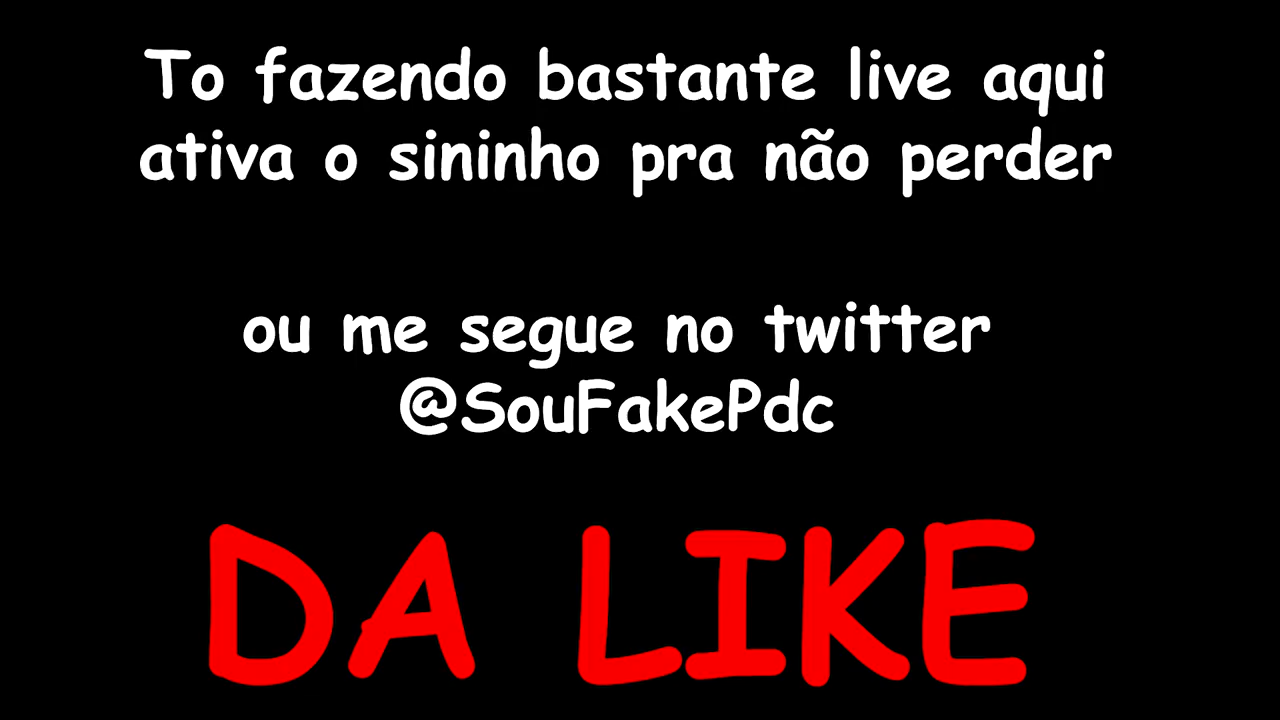 To fazendo bastante live aqui
ativa o sininho pra não perder
ou me segue no twitter
@SouFakePdc
DA LIKE